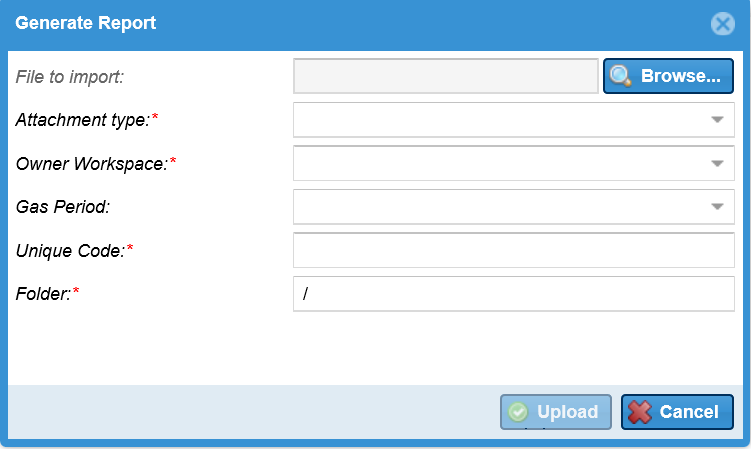 Generate Report
File to import: Browse...
Attachment type:*
Owner Workspace:*
Gas Period:
Unique Code:*
Folder:* /
Upload Cancel